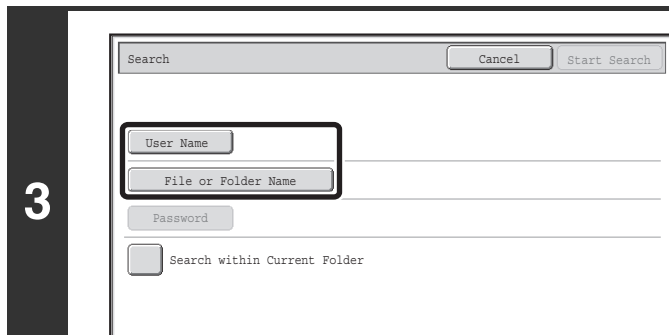 Search Cancel Start Search
User Name
File or Folder Name
3
Password
Search within Current Folder